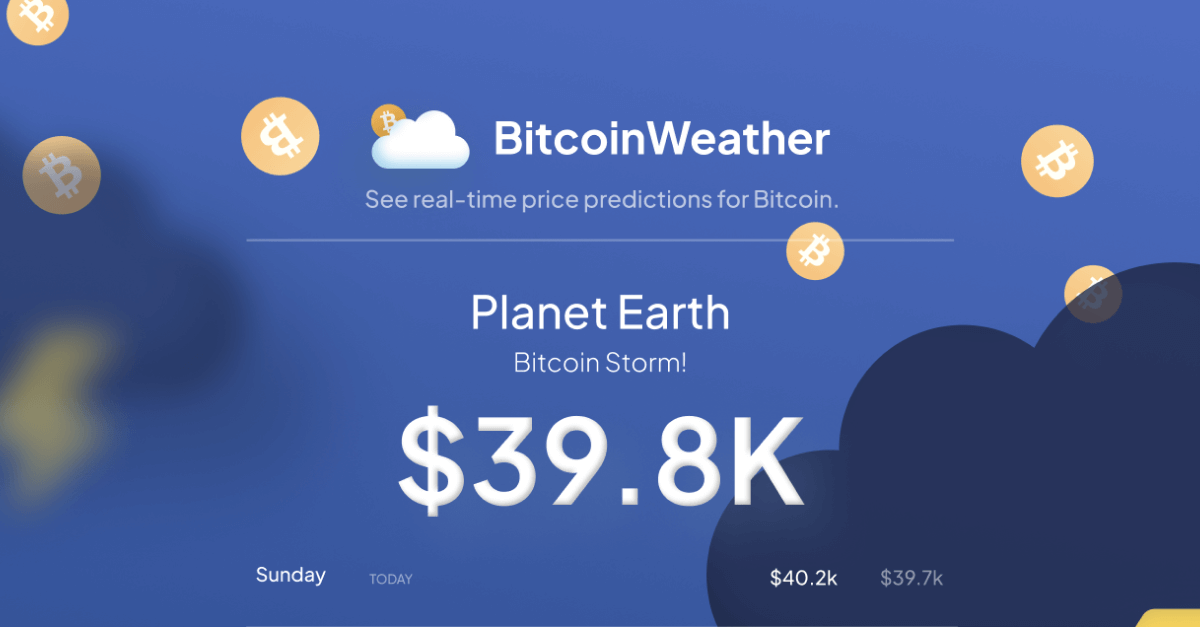 BitcoinWeather
See real-time price predictions for Bitcoin.
Planet Earth
Bitcoin Storm!
$39.8K
Sunday TODAY $40.2k $39.7k